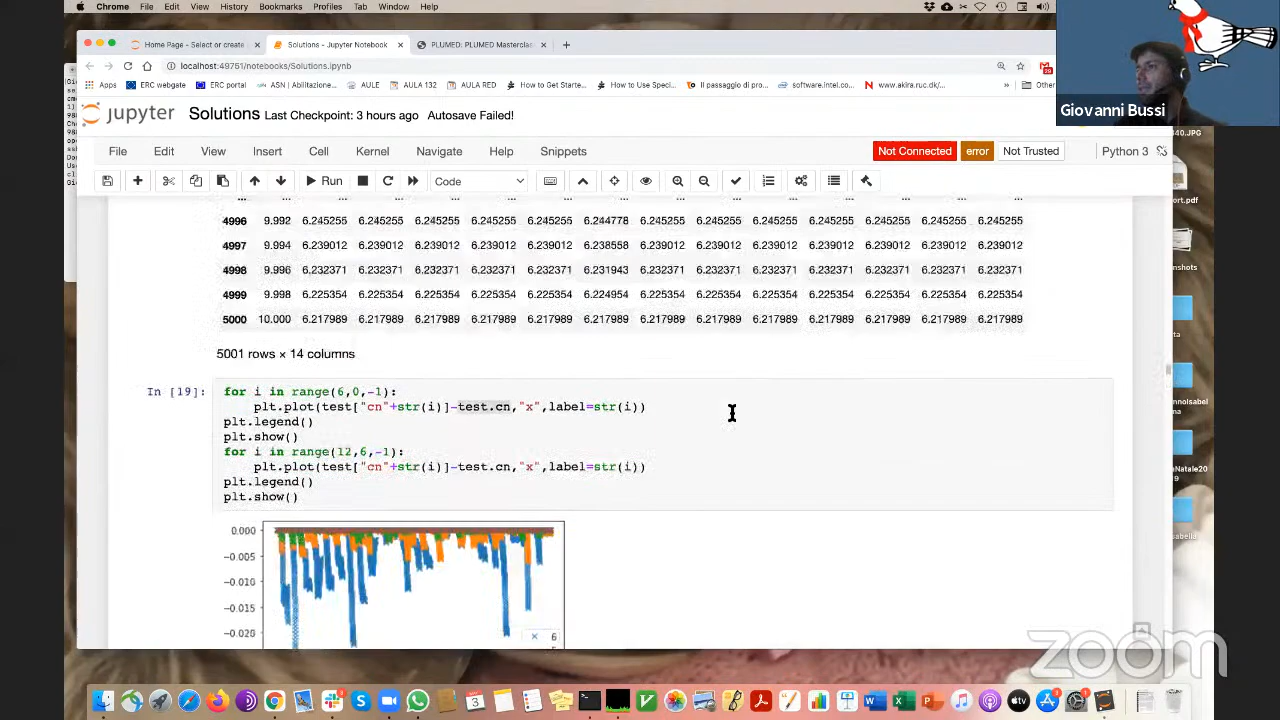 Chrome File Edit View History Bookmarks Profiles Tab Window Help
Home Page - Select or create
Solutions - Jupyter Notebook
PLUMED: PLUMED Masterclas
localhost:49761/notebooks/Solutions.ipynb
Apps ERC webgate ERC portal ASN | Abilitazione... AULE AULA 132 AULA RED How to Get Starte... How to Use Speci... Il passaggio di pro... software.intel.co... www.akira.ruc.dk/... » Other
Giovanni Bussi
jupyter Solutions Last Checkpoint: 3 hours ago Autosave Failed!
File Edit View Insert Cell Kernel Navigate Help Snippets Not Connected error Not Trusted Python 3
Run Code
4996 9.992 6.245255 6.245255 6.245255 6.245255 6.245255 6.244778 6.245255 6.245255 6.245255 6.245255 6.245255 6.245255 6.245255
4997 9.994 6.239012 6.239012 6.239012 6.239012 6.239012 6.238558 6.239012 6.239012 6.239012 6.239012 6.239012 6.239012 6.239012
4998 9.996 6.232371 6.232371 6.232371 6.232371 6.232371 6.231943 6.232371 6.232371 6.232371 6.232371 6.232371 6.232371 6.232371
4999 9.998 6.225354 6.225354 6.225354 6.225354 6.225354 6.224954 6.225354 6.225354 6.225354 6.225354 6.225354 6.225354 6.225354
5000 10.000 6.217989 6.217989 6.217989 6.217989 6.217989 6.217989 6.217989 6.217989 6.217989 6.217989 6.217989 6.217989 6.217989
5001 rows × 14 columns
In [19]:
for i in range(6,0,-1):
plt.plot(test["cn"+str(i)]-test.cn,"x",label=str(i))
plt.legend()
plt.show()
for i in range(12,6,-1):
plt.plot(test["cn"+str(i)]-test.cn,"x",label=str(i))
plt.legend()
plt.show()
0.000
-0.005
-0.010
-0.015
-0.020
6
zoom